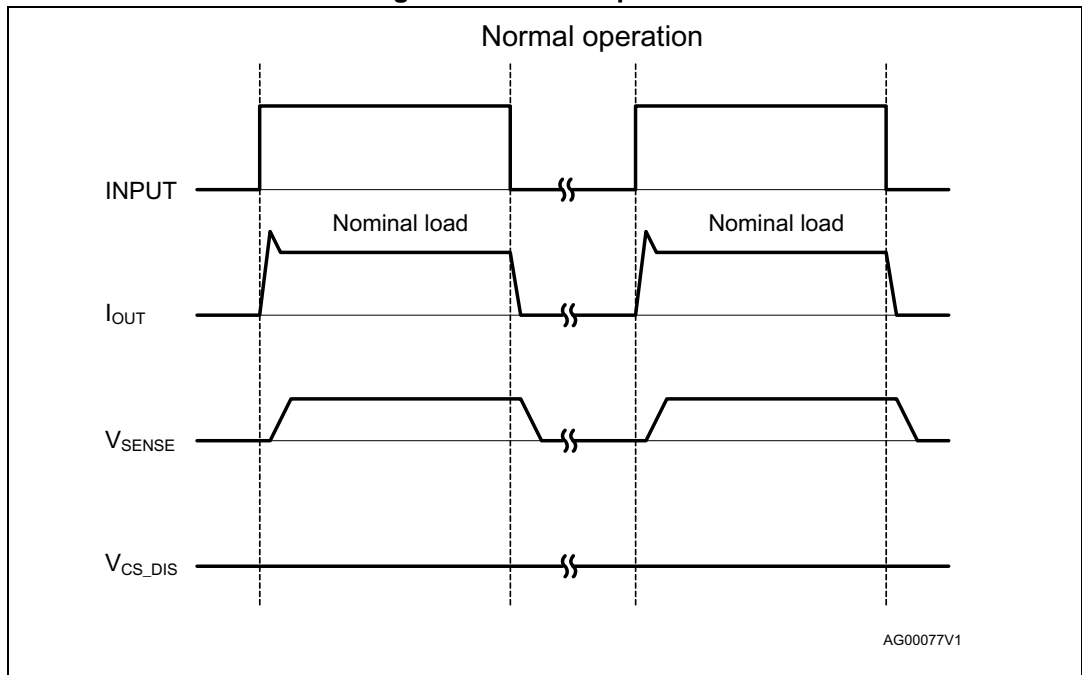 Normal operation
INPUT
Nominal load Nominal load
IOUT
VSENSE
VCS_DIS
AG00077V1